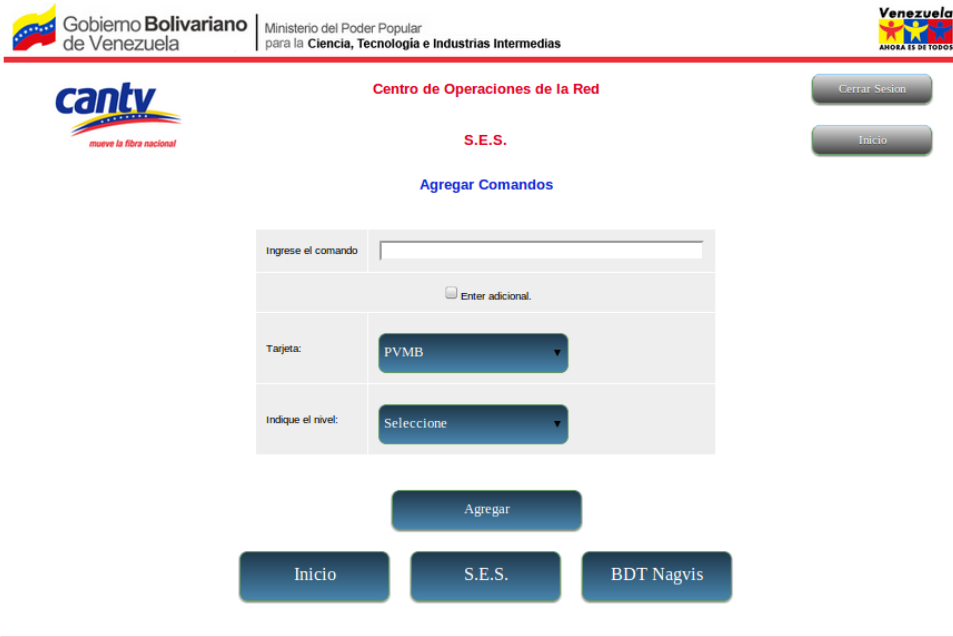 Gobierno Bolivariano
de Venezuela
Ministerio del Poder Popular
para la Ciencia, Tecnología e Industrias Intermedias
Venezuela
AHORA ES DE TODOS
cantv
mueve la fibra nacional
Centro de Operaciones de la Red
Cerrar Sesion
S.E.S.
Inicio
Agregar Comandos
Ingrese el comando
Enter adicional.
Tarjeta:
PVMB
Indique el nivel:
Seleccione
Agregar
Inicio
S.E.S.
BDT Nagvis